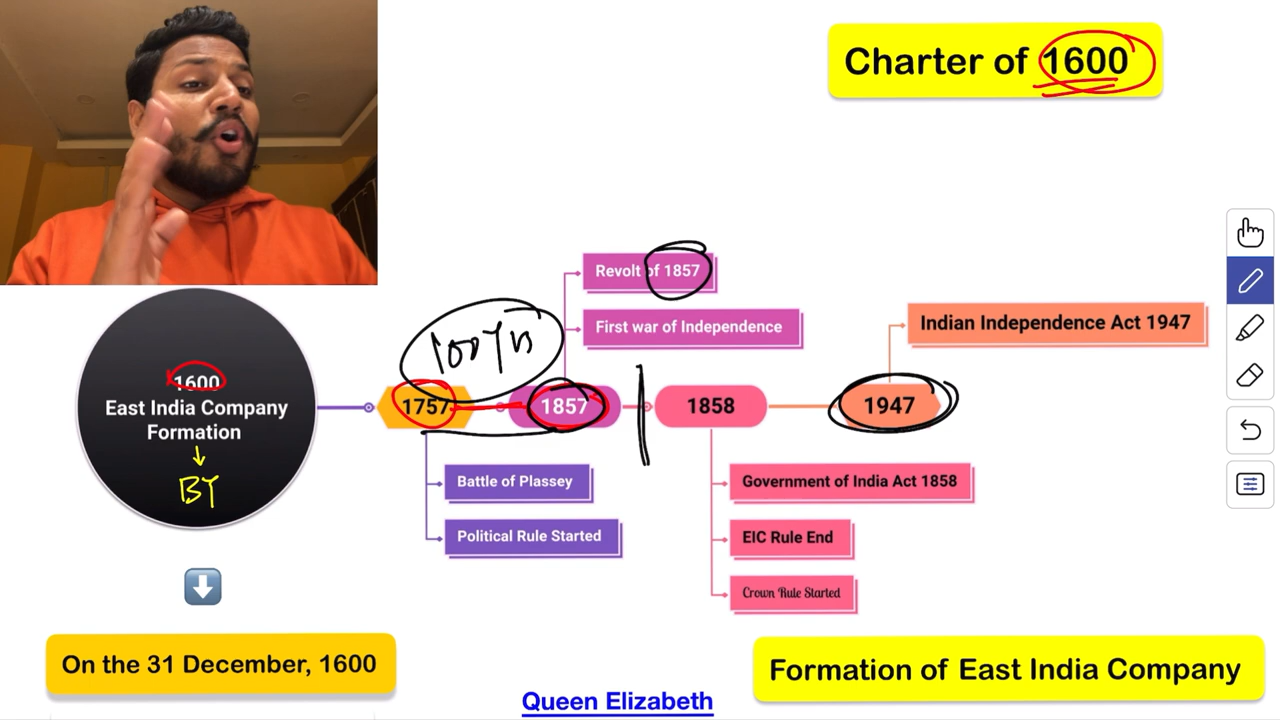 Charter of 1600
Revolt of 1857
First war of Independence
Indian Independence Act 1947
100Yrs
1600
East India Company
Formation
BY
1757
1857
1858
1947
Battle of Plassey
Political Rule Started
Government of India Act 1858
EIC Rule End
Crown Rule Started
On the 31 December, 1600
Formation of East India Company
Queen Elizabeth